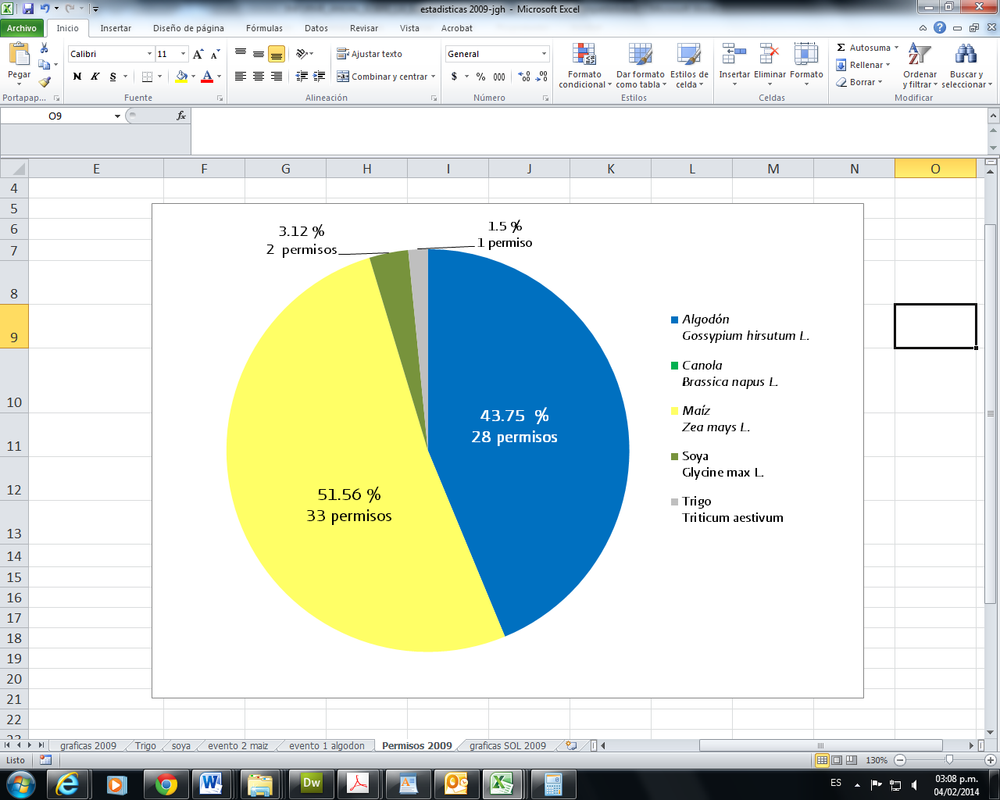 estadisticas 2009-jgh - Microsoft Excel
Archivo Inicio Insertar Diseño de página Fórmulas Datos Revisar Vista Acrobat
Pegar
Portapap...
Calibri 11
N K S
Fuente
Ajustar texto
Combinar y centrar
Alineación
General
$ % 000
Número
Formato condicional
Dar formato como tabla
Estilos de celda
Estilos
Insertar Eliminar Formato
Celdas
Σ Autosuma
Rellenar
Borrar
Ordenar y filtrar
Buscar y seleccionar
Modificar
O9 fx
E F G H I J K L M N O
4
5
6
7
8
9
10
11
12
13
14
15
16
17
18
19
20
21
22
23
3.12 %
2 permisos
1.5 %
1 permiso
43.75 %
28 permisos
51.56 %
33 permisos
Algodón
Gossypium hirsutum L.
Canola
Brassica napus L.
Maíz
Zea mays L.
Soya
Glycine max L.
Trigo
Triticum aestivum
graficas 2009 Trigo soya evento 2 maiz evento 1 algodon Permisos 2009 graficas SOL 2009
Listo 130%
Dw
ES
03:08 p.m.
04/02/2014